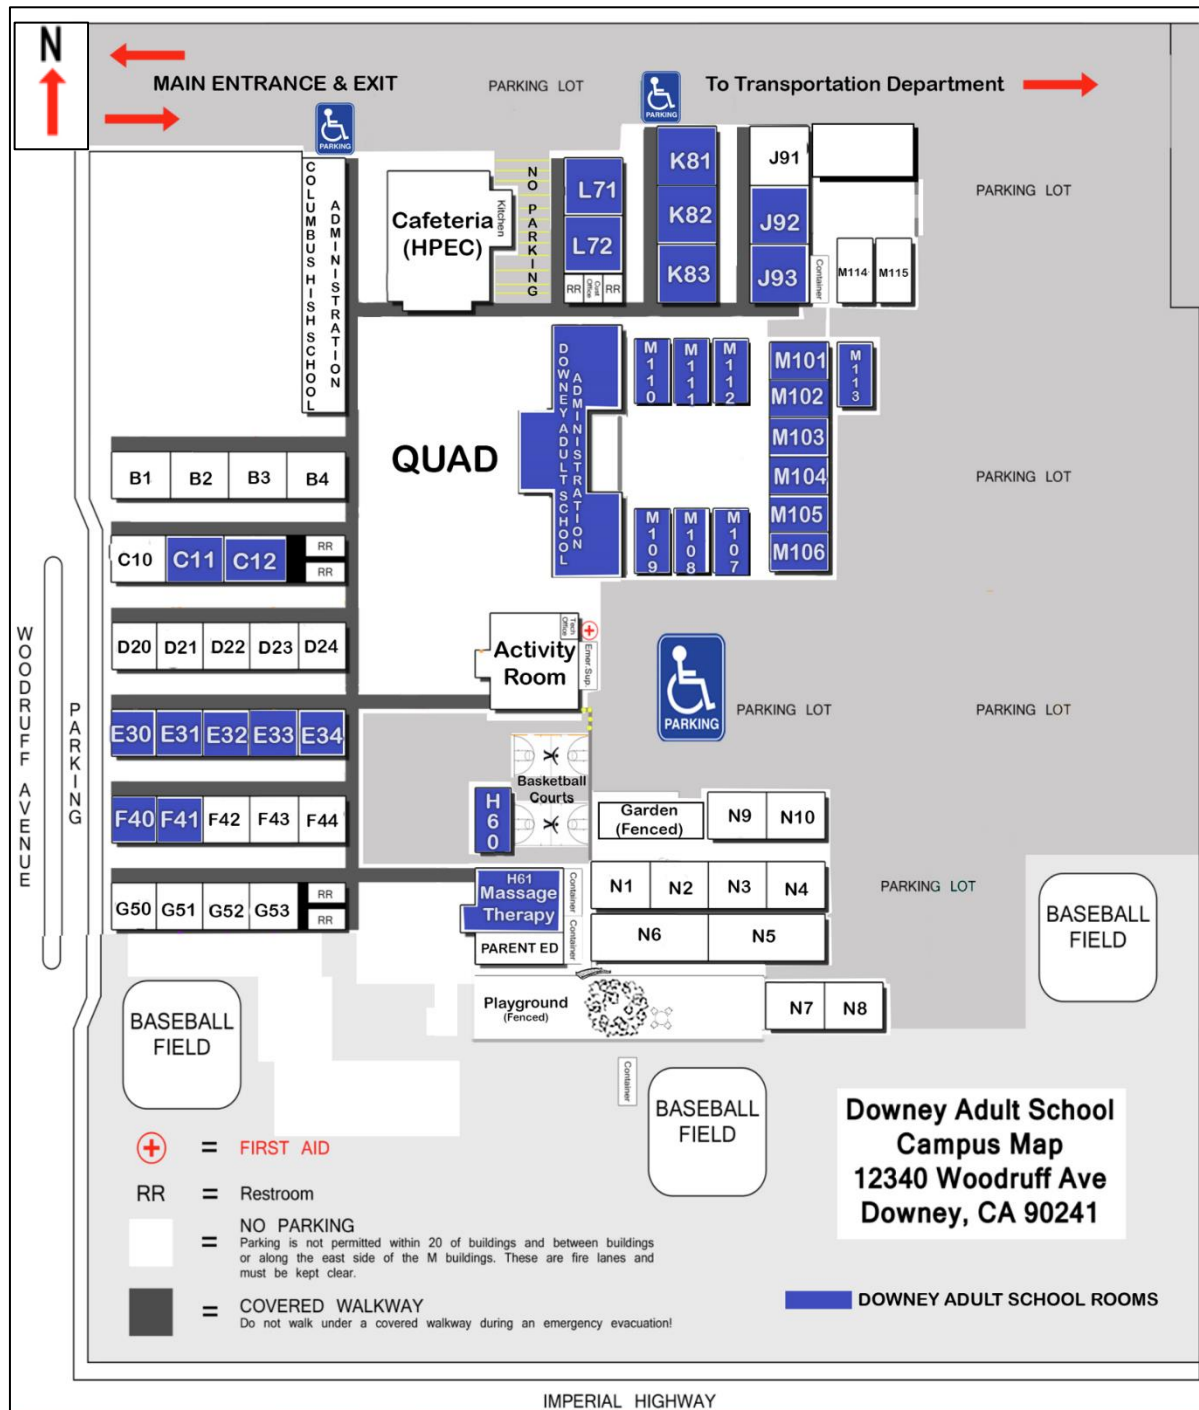 N
MAIN ENTRANCE & EXIT
PARKING LOT
PARKING
To Transportation Department
PARKING
COLUMBUS HISH SCHOOL
ADMINISTRATION
Cafeteria
(HPEC)
Kitchen
NO PARKING
L71
L72
RR
Cust
Office
RR
K81
K82
K83
J91
J92
J93
Container
M114
M115
PARKING LOT
DOWNEY ADULT SCHOOL
ADMINISTRATION
M110
M111
M112
M101
M102
M103
M104
M105
M106
M113
QUAD
M109
M108
M107
PARKING LOT
B1
B2
B3
B4
C10
C11
C12
RR
RR
D20
D21
D22
D23
D24
Tech
Office
Activity
Room
Emer.Sup.
PARKING
PARKING LOT
PARKING LOT
WOODRUFF AVENUE
PARKING
E30
E31
E32
E33
E34
Basketball
Courts
H60
F40
F41
F42
F43
F44
Garden
(Fenced)
N9
N10
G50
G51
G52
G53
RR
RR
H61
Massage
Therapy
PARENT ED
Container
Container
N1
N2
N3
N4
N6
N5
PARKING LOT
BASEBALL
FIELD
Playground
(Fenced)
N7
N8
BASEBALL
FIELD
Container
BASEBALL
FIELD
Downey Adult School
Campus Map
12340 Woodruff Ave
Downey, CA 90241
= FIRST AID
RR = Restroom
NO PARKING
= Parking is not permitted within 20 of buildings and between buildings
or along the east side of the M buildings. These are fire lanes and
must be kept clear.
= COVERED WALKWAY
Do not walk under a covered walkway during an emergency evacuation!
DOWNEY ADULT SCHOOL ROOMS
IMPERIAL HIGHWAY